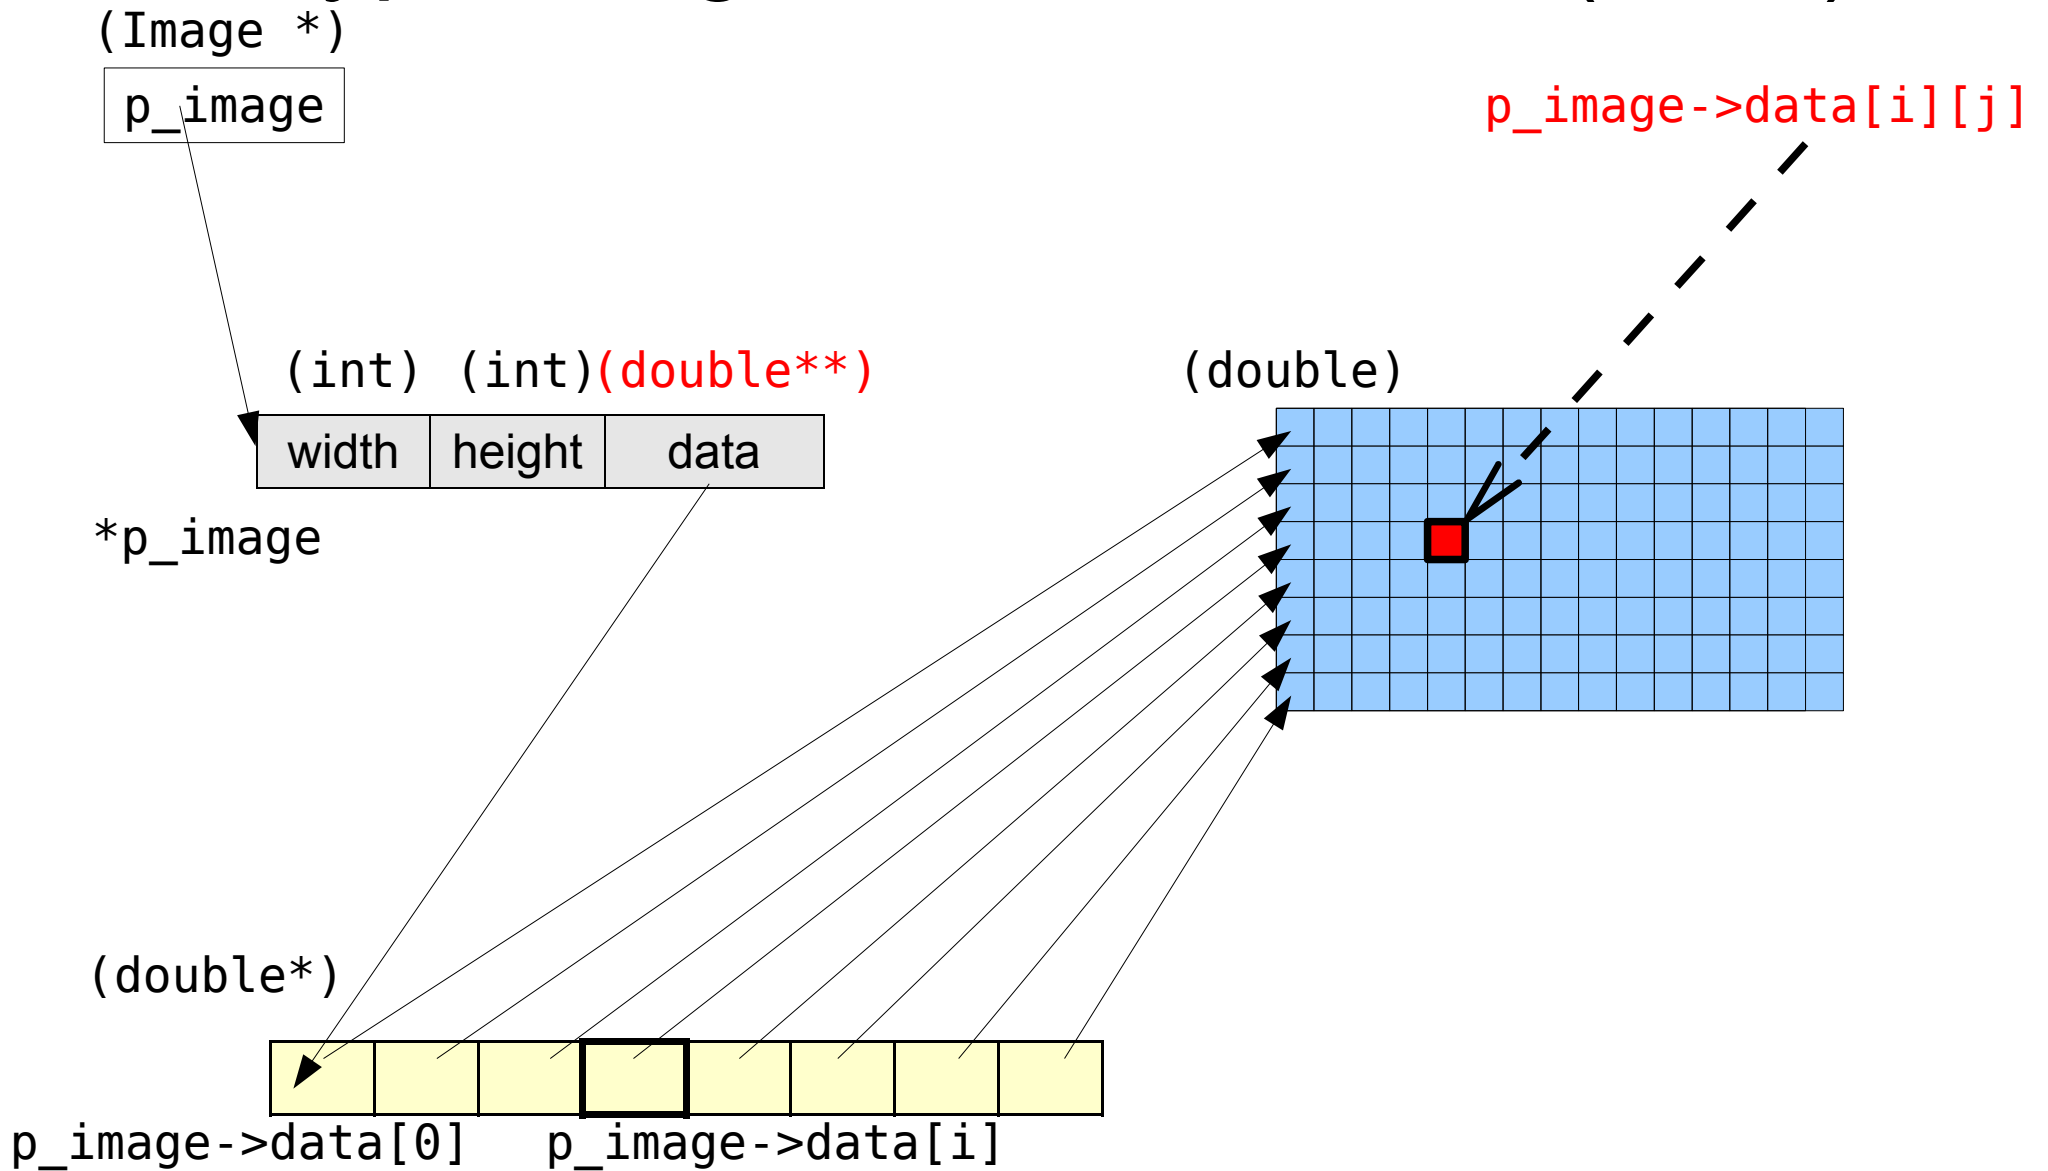 (Image *)
p_image
p_image->data[i][j]
(int) (int)(double**)
(double)
width height data
*p_image
(double*)
p_image->data[0] p_image->data[i]